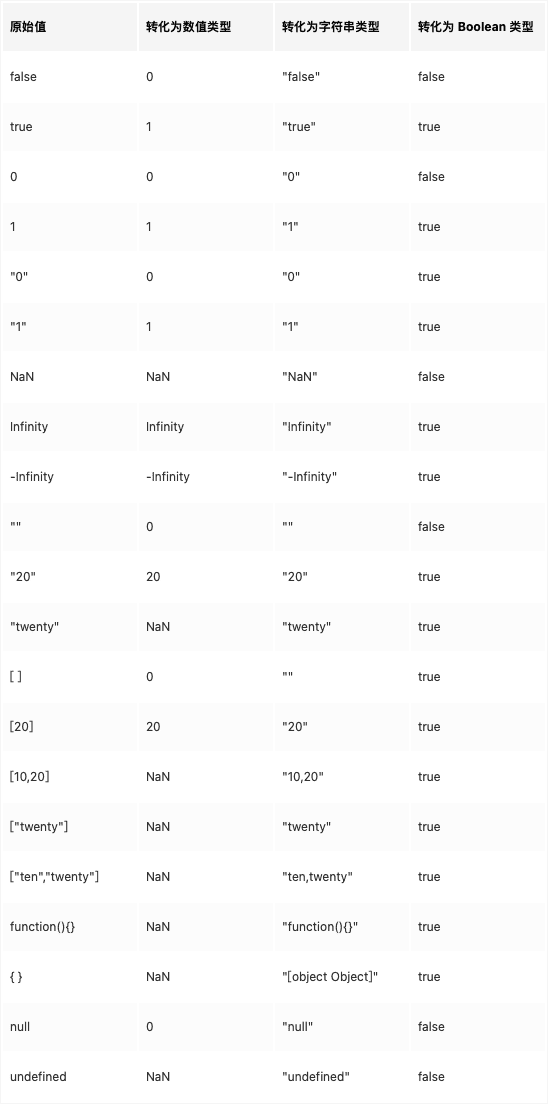 原始值 转化为数值类型 转化为字符串类型 转化为 Boolean 类型
false 0 "false" false
true 1 "true" true
0 0 "0" false
1 1 "1" true
"0" 0 "0" true
"1" 1 "1" true
NaN NaN "NaN" false
Infinity Infinity "Infinity" true
-Infinity -Infinity "-Infinity" true
"" 0 "" false
"20" 20 "20" true
"twenty" NaN "twenty" true
[ ] 0 "" true
[20] 20 "20" true
[10,20] NaN "10,20" true
["twenty"] NaN "twenty" true
["ten","twenty"] NaN "ten,twenty" true
function(){} NaN "function(){}" true
{ } NaN "[object Object]" true
null 0 "null" false
undefined NaN "undefined" false